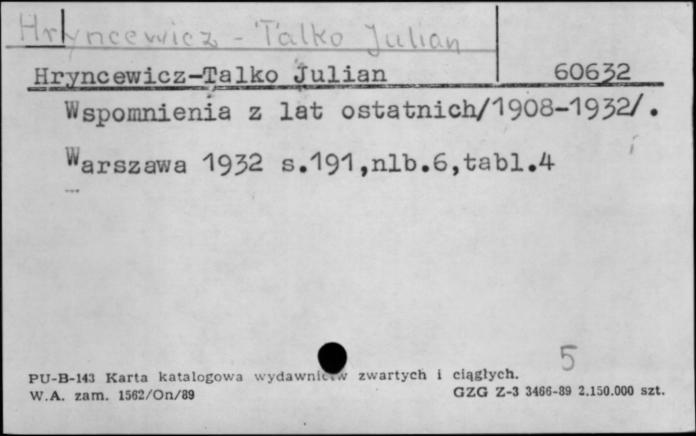 Hryncewicz - Talko Julian
Hryncewicz-Talko Julian 60632
Wspomnienia z lat ostatnich/1908-1932/.
Warszawa 1932 s.191,nlb.6,tabl.4
5
PU-B-143 Karta katalogowa wydawnictw zwartych i ciągłych.
W.A. zam. 1562/On/89 GZG Z-3 3466-89 2.150.000 szt.